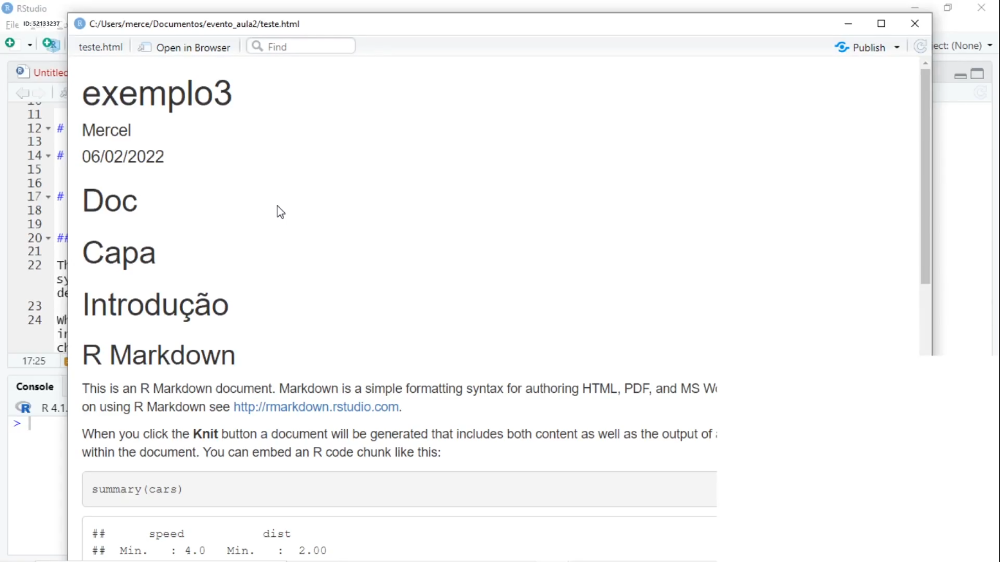 RStudio
File ID: 52133237
C:/Users/merce/Documentos/evento_aula2/teste.html
teste.html Open in Browser Find Publish
ect: (None)
Untitled
exemplo3
Mercel
06/02/2022
Doc
Capa
Introdução
R Markdown
This is an R Markdown document. Markdown is a simple formatting syntax for authoring HTML, PDF, and MS
on using R Markdown see http://rmarkdown.rstudio.com.
When you click the Knit button a document will be generated that includes both content as well as the output of
within the document. You can embed an R code chunk like this:
summary(cars)
## speed dist
## Min. : 4.0 Min. : 2.00
11
12 #
13
14 #
15
16
17 #
18
19
20 ##
21
22 Th
sy
de
23
24 Wh
in
ch
17:25
Console
R 4.1.
>